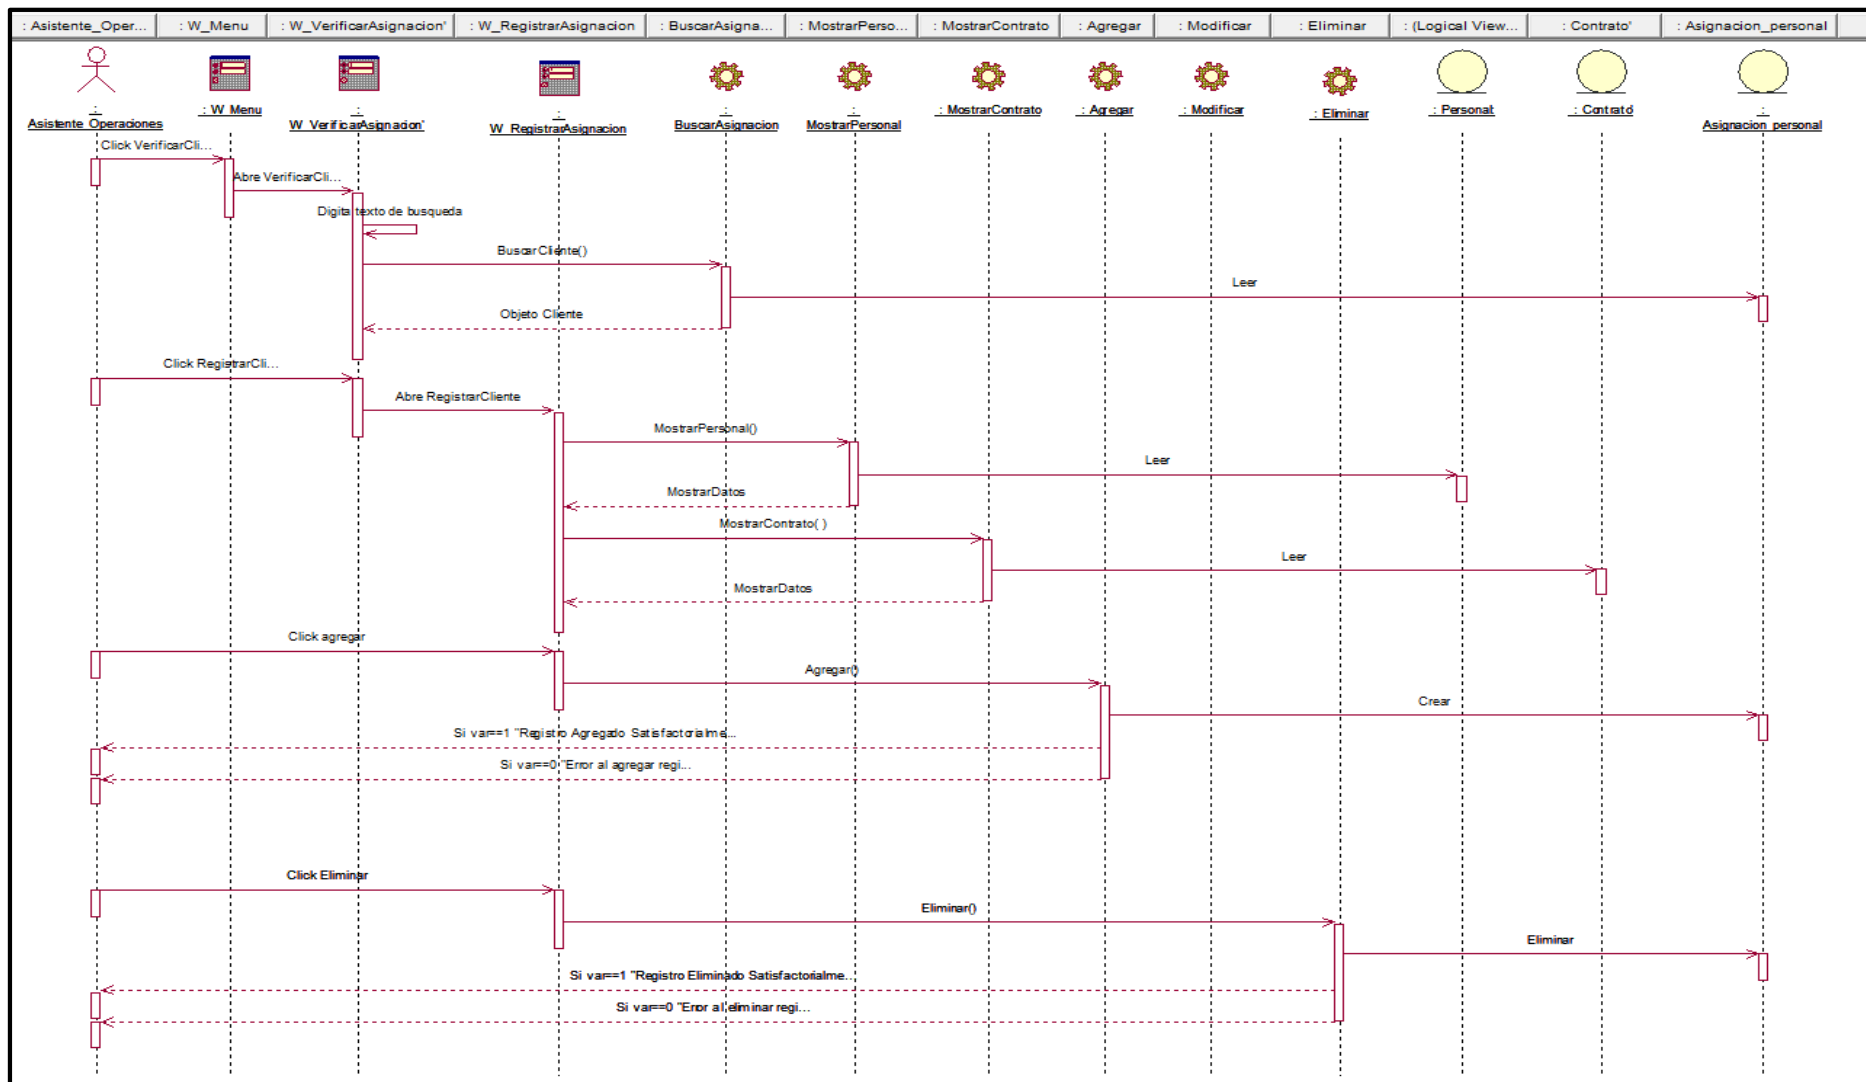 : Asistente_Oper...
: W_Menu
: W_VerificarAsignacion'
: W_RegistrarAsignacion
: BuscarAsigna...
: MostrarPerso...
: MostrarContrato
: Agregar
: Modificar
: Eliminar
: (Logical View...
: Contrato'
: Asignacion_personal
:
Asistente_Operaciones
: W_Menu
:
W_VerificarAsignacion'
:
W_RegistrarAsignacion
:
BuscarAsignacion
:
MostrarPersonal
: MostrarContrato
: Agregar
: Modificar
: Eliminar
: Personal
: Contrato'
:
Asignacion_personal
Click VerificarCli...
Abre VerificarCli...
Digita texto de busqueda
BuscarCliente()
Leer
Objeto Cliente
Click RegistrarCli...
Abre RegistrarCliente
MostrarPersonal()
Leer
MostrarDatos
MostrarContrato( )
Leer
MostrarDatos
Click agregar
Agregar()
Crear
Si var==1 "Registro Agregado Satisfactorialme...
Si var==0 "Error al agregar regi...
Click Eliminar
Eliminar()
Eliminar
Si var==1 "Registro Eliminado Satisfactorialme...
Si var==0 "Error al eliminar regi...